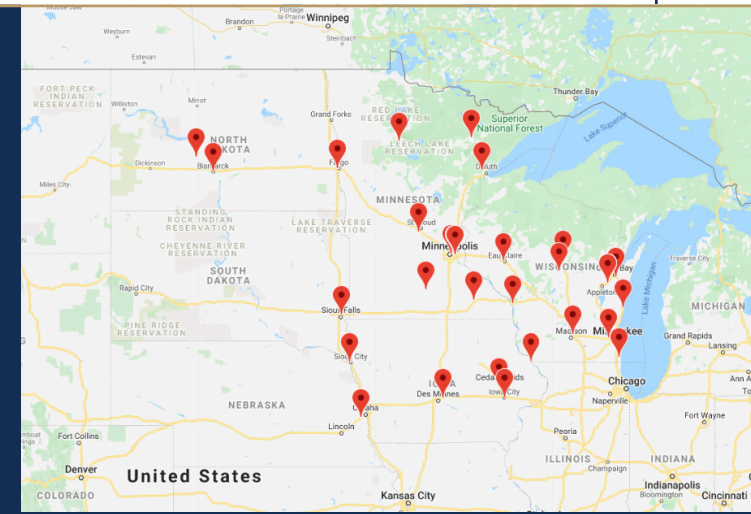 Portage
la Prairie
Winnipeg
Brandon
Weyburn
Steinbach
Estevan
Thunder Bay
FORT PECK
INDIAN
RESERVATION
Williston
Minot
Grand Forks
RED LAKE
RESERVATION
Superior
National Forest
Lake Superior
NORTH
KOTA
LEECH LAKE
RESERVATION
Dickinson
Bismarck
Fargo
Duluth
Miles City
MINNESOTA
STANDING
ROCK INDIAN
RESERVATION
LAKE TRAVERSE
RESERVATION
St Cloud
CHEYENNE RIVER
RESERVATION
Minneapolis
Eau Claire
Traverse City
WISCONSIN
Bay
SOUTH
DAKOTA
Rapid City
Appleton
Lake Michigan
MICHIGAN
Sioux Falls
PINE RIDGE
RESERVATION
Madison
Milwaukee
Grand Rapids
Lansing
Sioux City
Ann A
Cedar Rapids
Chicago
To
IOWA
Des Moines
Iowa City
Naperville
NEBRASKA
Omaha
Fort Wayne
Lincoln
Peoria
Fort Collins
ILLINOIS
INDIANA
Champaign
Denver
United States
Indianapolis
COLORADO
Kansas City
Bloomington
Cincinnati